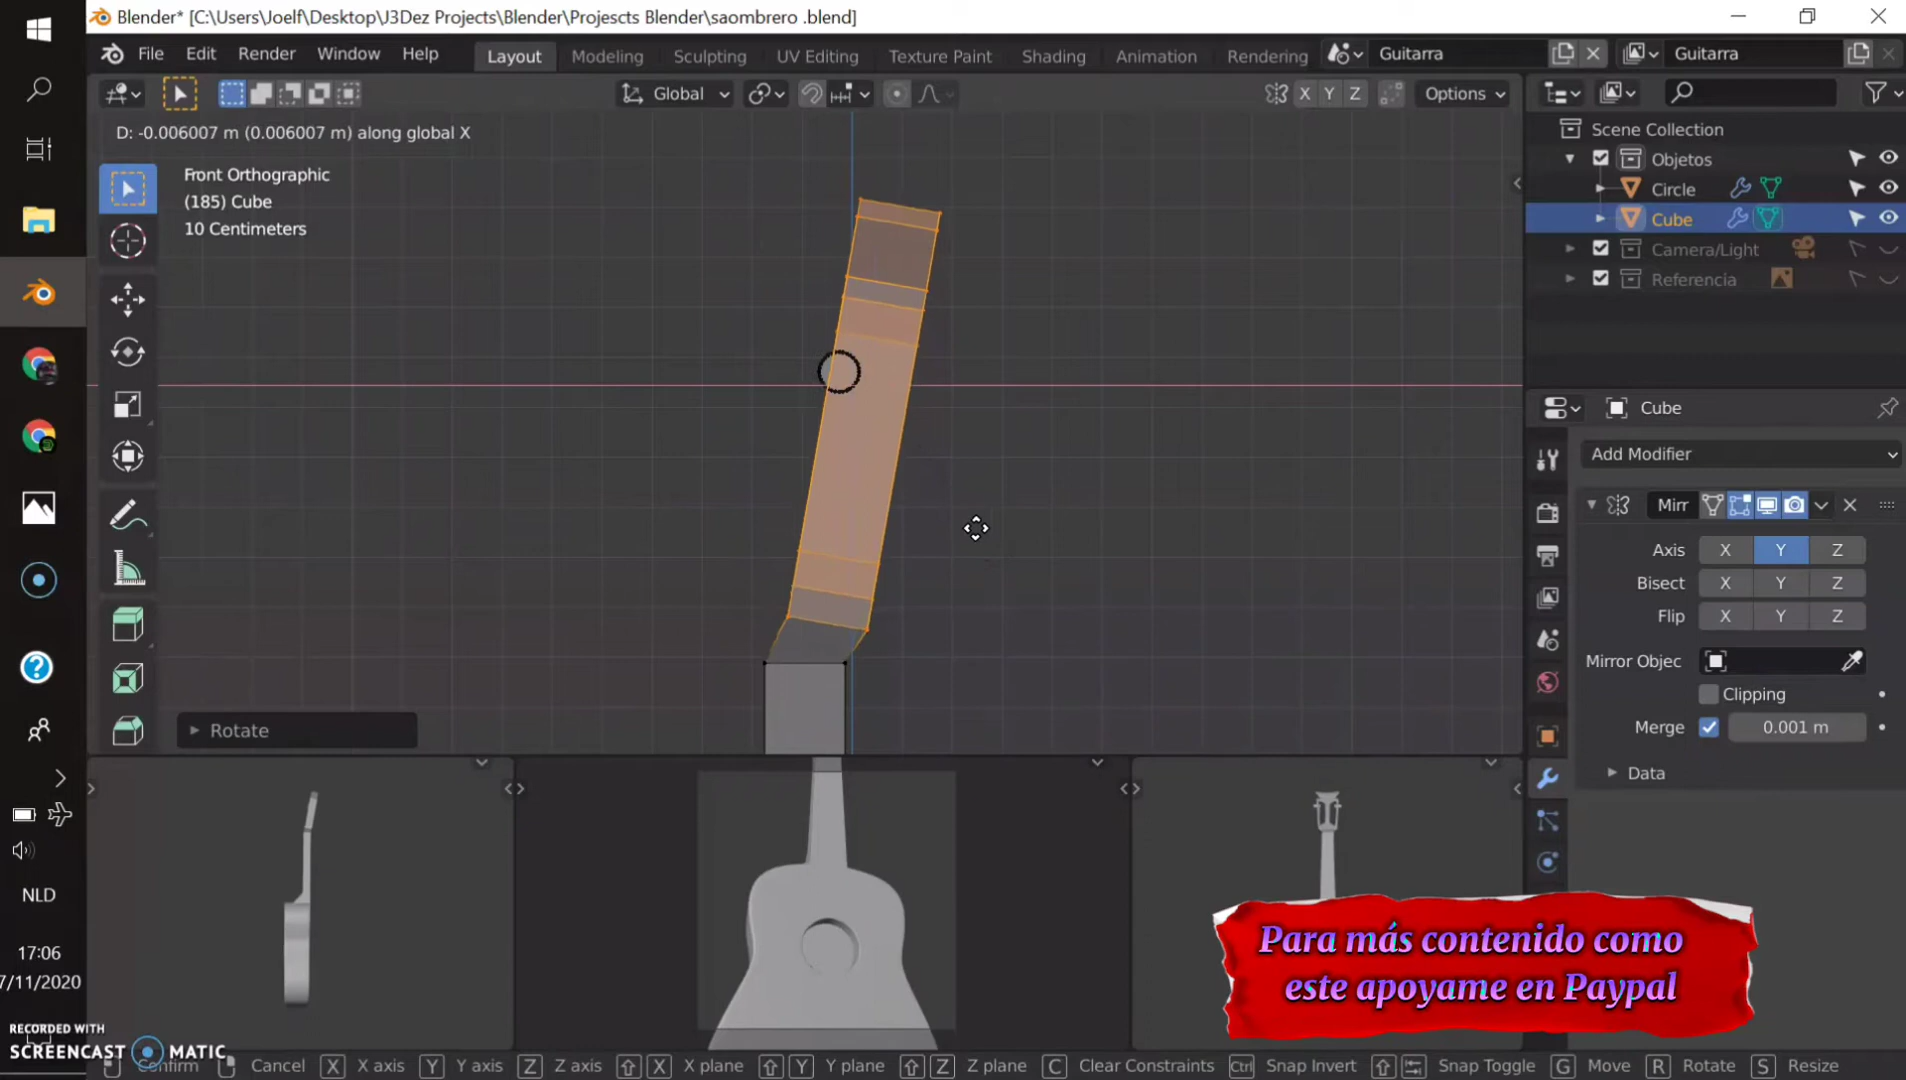 Blender* [C:\Users\Joelf\Desktop\J3Dez Projects\Blender\Projescts Blender\saombrero .blend]
File Edit Render Window Help Layout Modeling Sculpting UV Editing Texture Paint Shading Animation Rendering Guitarra Guitarra
Global X Y Z Options
D: -0.006007 m (0.006007 m) along global X
Front Orthographic
(185) Cube
10 Centimeters
Scene Collection
Objetos
Circle
Cube
Camera/Light
Referencia
Cube
Add Modifier
Mirr
Axis X Y Z
Bisect X Y Z
Flip X Y Z
Mirror Objec
Clipping
Merge 0.001 m
Data
Rotate
NLD
17:06
7/11/2020
RECORDED WITH
SCREENCAST MATIC
Para más contenido como
este apoyame en Paypal
Confirm Cancel X X axis Y Y axis Z Z axis X X plane Y Y plane Z Z plane C Clear Constraints Ctrl Snap Invert Snap Toggle G Move R Rotate S Resize